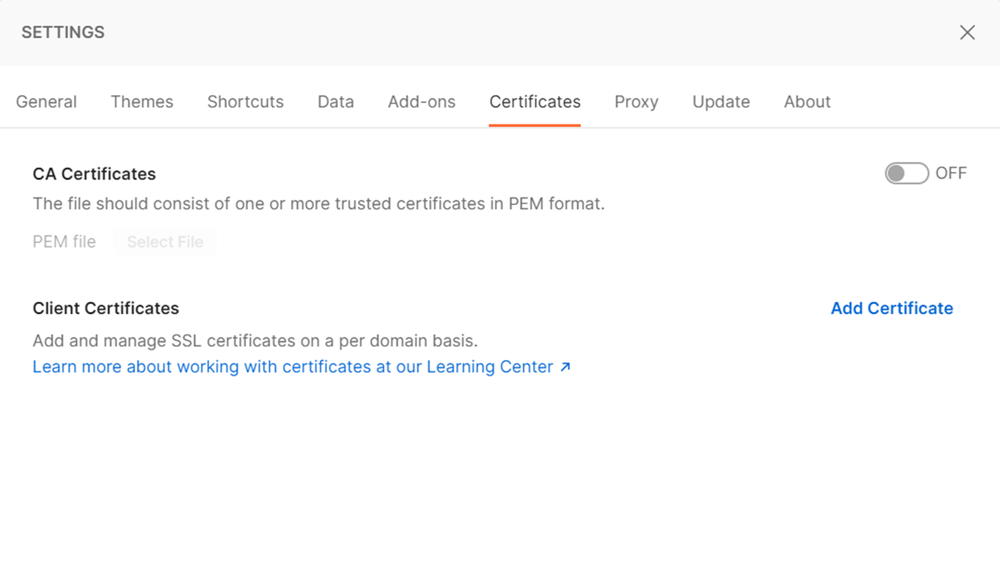 SETTINGS
General Themes Shortcuts Data Add-ons Certificates Proxy Update About
CA Certificates OFF
The file should consist of one or more trusted certificates in PEM format.
PEM file Select File
Client Certificates Add Certificate
Add and manage SSL certificates on a per domain basis.
Learn more about working with certificates at our Learning Center ↗